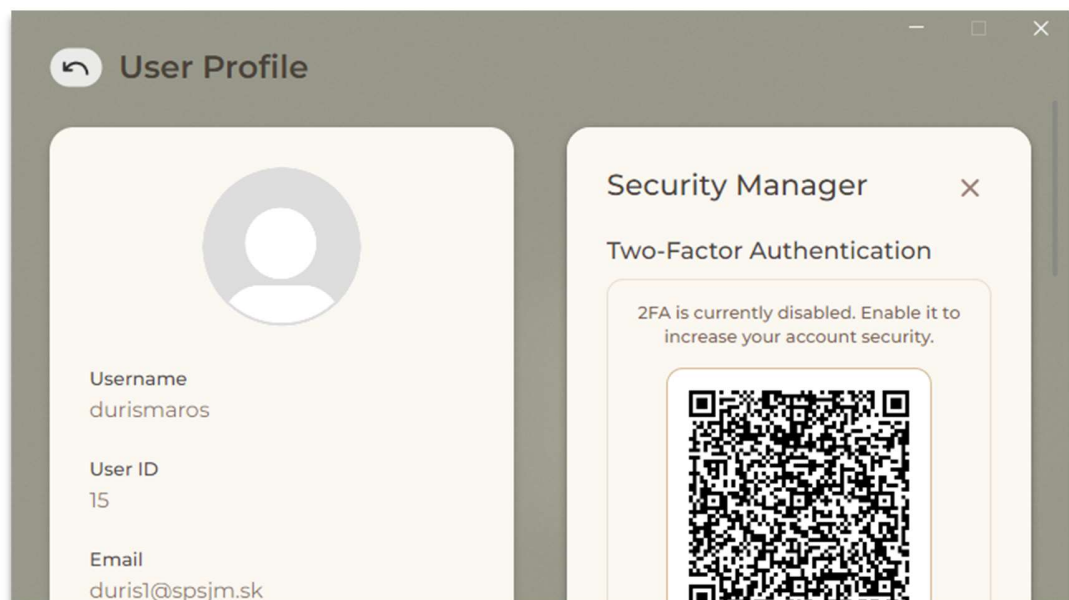 User Profile
Username
durismaros
User ID
15
Email
duris1@spsjm.sk
Security Manager
Two-Factor Authentication
2FA is currently disabled. Enable it to
increase your account security.